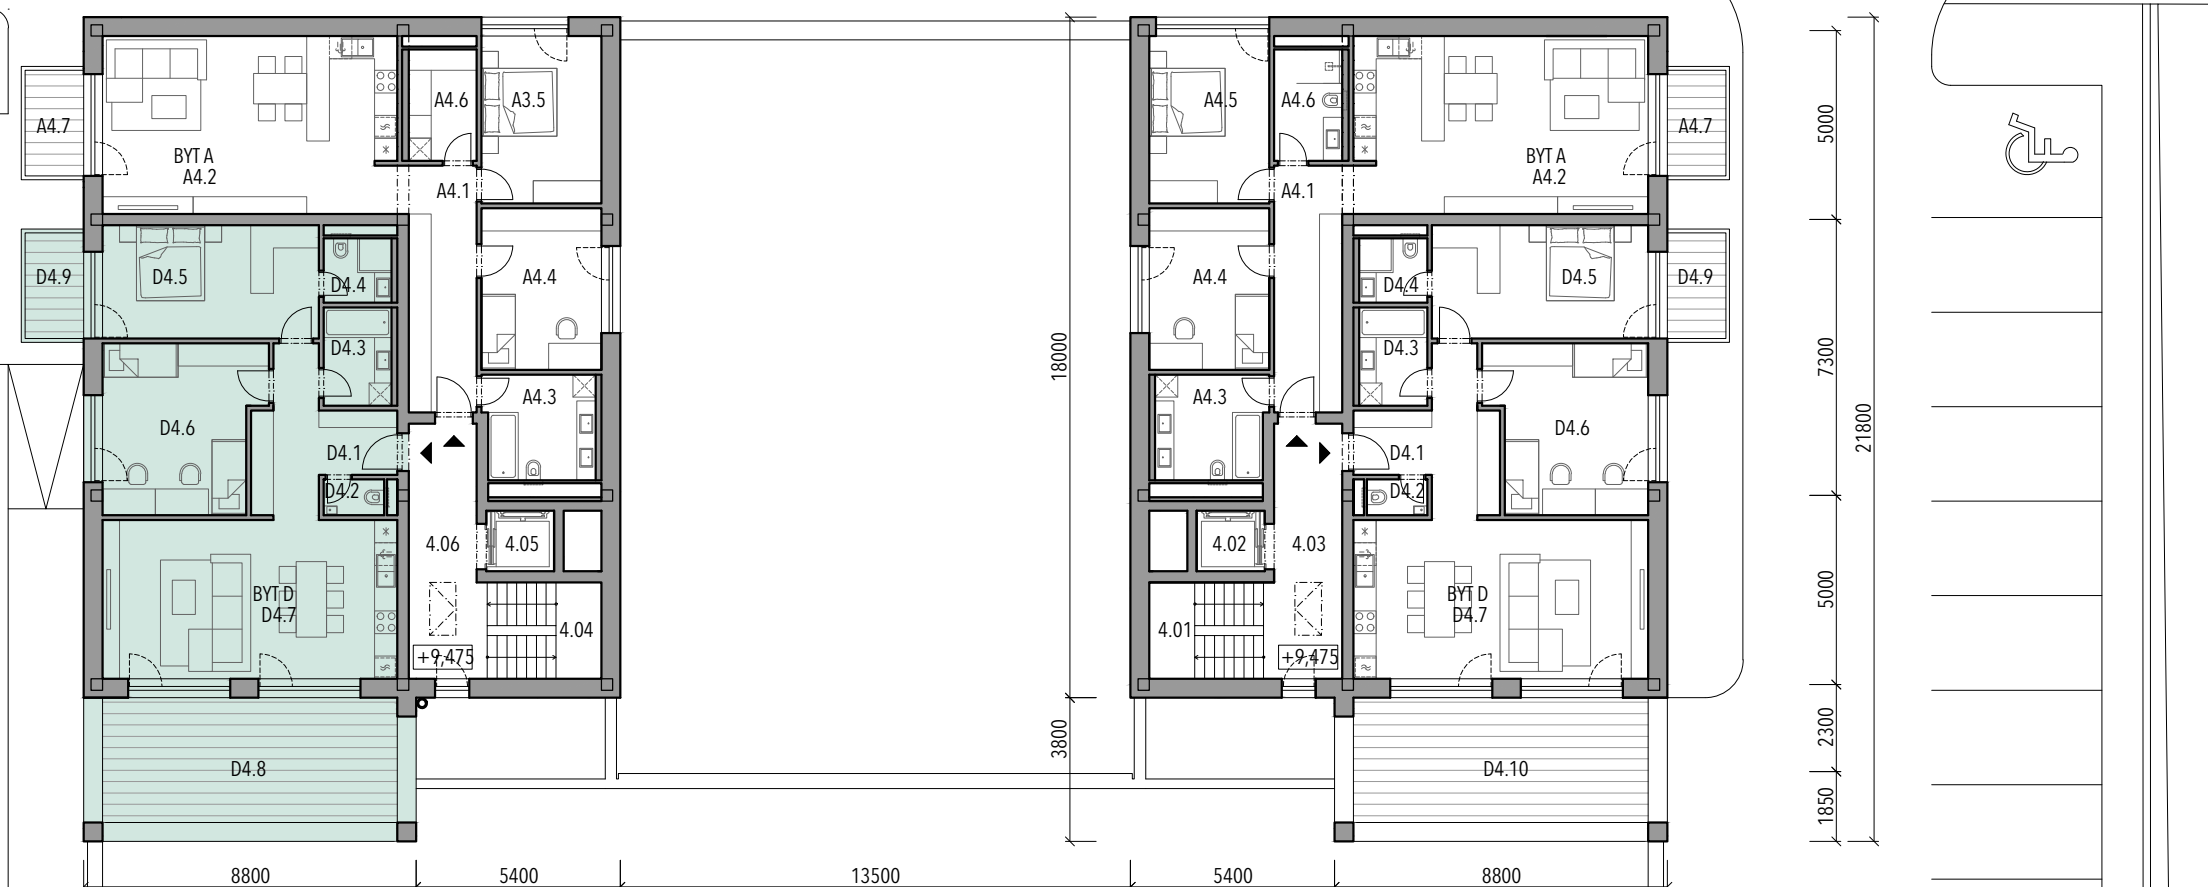 A4.7
BYT A
A4.2
A4.6
A3.5
A4.1
D4.9
D4.5
D4.4
A4.4
D4.3
A4.3
D4.6
D4.1
D4.2
4.06
4.05
BYT D
D4.7
4.04
+9,475
D4.8
A4.5
A4.6
A4.7
A4.1
BYT A
A4.2
D4.4
D4.5
D4.9
A4.4
D4.3
A4.3
D4.6
D4.1
D4.2
4.02
4.03
BYT D
D4.7
4.01
+9,475
D4.10
18000
3800
5000
7300
5000
2300
1850
21800
8800
5400
13500
5400
8800